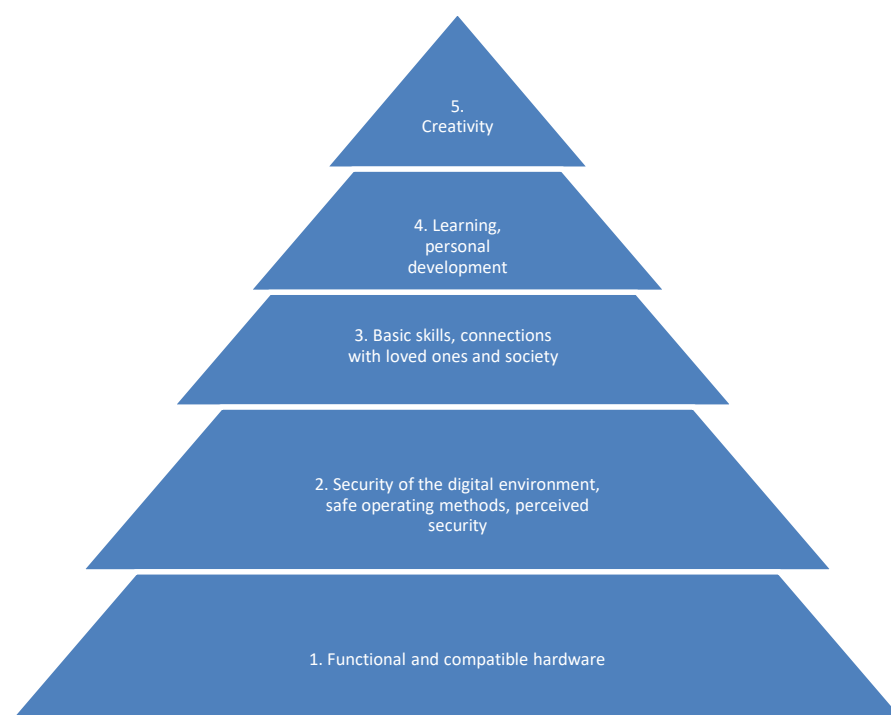 5.
Creativity
4. Learning,
personal
development
3. Basic skills, connections
with loved ones and society
2. Security of the digital environment,
safe operating methods, perceived
security
1. Functional and compatible hardware